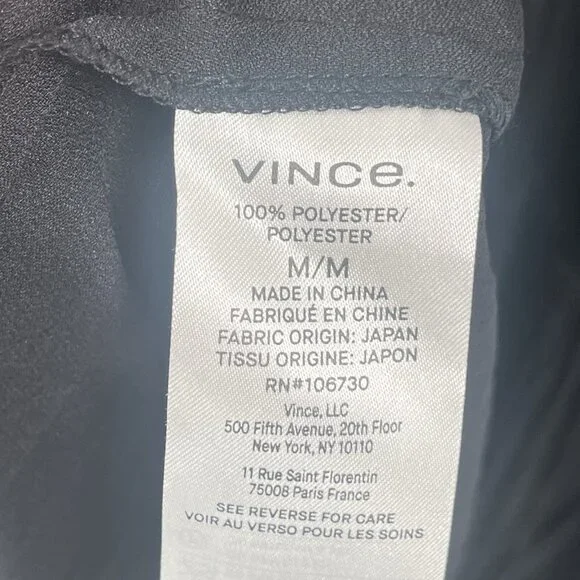 VINCe.
100% POLYESTER/
POLYESTER
M/M
MADE IN CHINA
FABRIQUÉ EN CHINE
FABRIC ORIGIN: JAPAN
TISSU ORIGINE: JAPON
RN#106730
Vince, LLC
500 Fifth Avenue, 20th Floor
New York, NY 10110
11 Rue Saint Florentin
75008 Paris France
SEE REVERSE FOR CARE
VOIR AU VERSO POUR LES SOINS